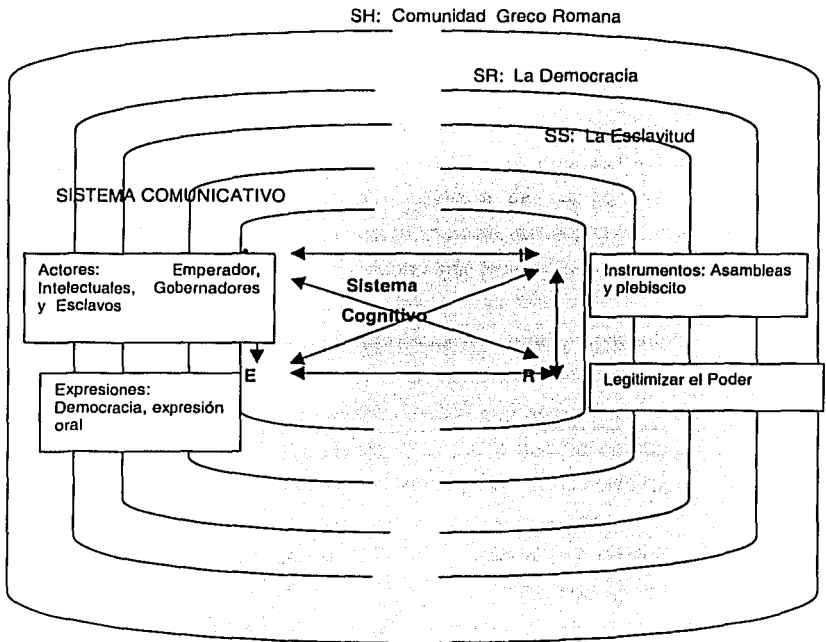 SH: Comunidad Greco Romana
SR: La Democracia
SS: La Esclavitud
SISTEMA COMUNICATIVO
Actores: Emperador,
Intelectuales, Gobernadores
y Esclavos
I
Sistema
Cognitivo
Instrumentos: Asambleas
y plebiscito
E
R
Expresiones:
Democracia, expresión
oral
Legitimizar el Poder